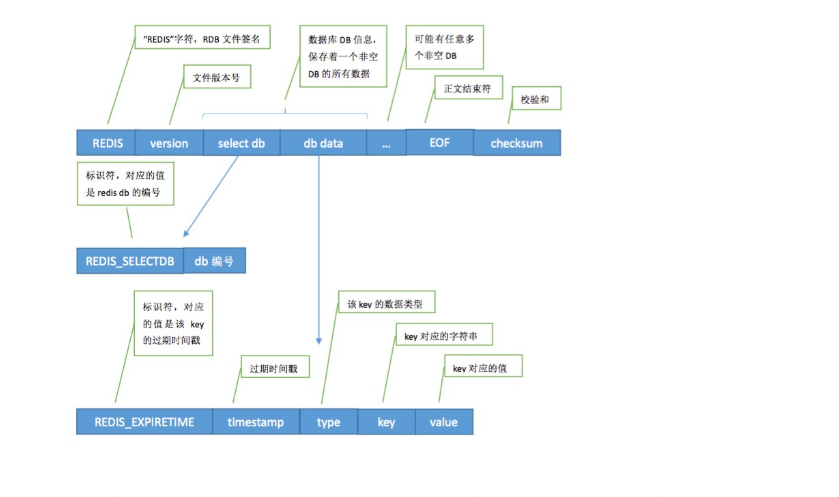 "REDIS"字符，RDB 文件签名
数据库 DB 信息，
保存着一个非空
DB 的所有数据
可能有任意多
个非空 DB
文件版本号
正文结束符
校验和
REDIS version select db db data ... EOF checksum
标识符，对应的值
是 redis db 的编号
REDIS_SELECTDB db 编号
标识符，对应
的值是该 key
的过期时间戳
该 key 的数据类型
key 对应的字符串
过期时间戳
key 对应的值
REDIS_EXPIRETIME timestamp type key value